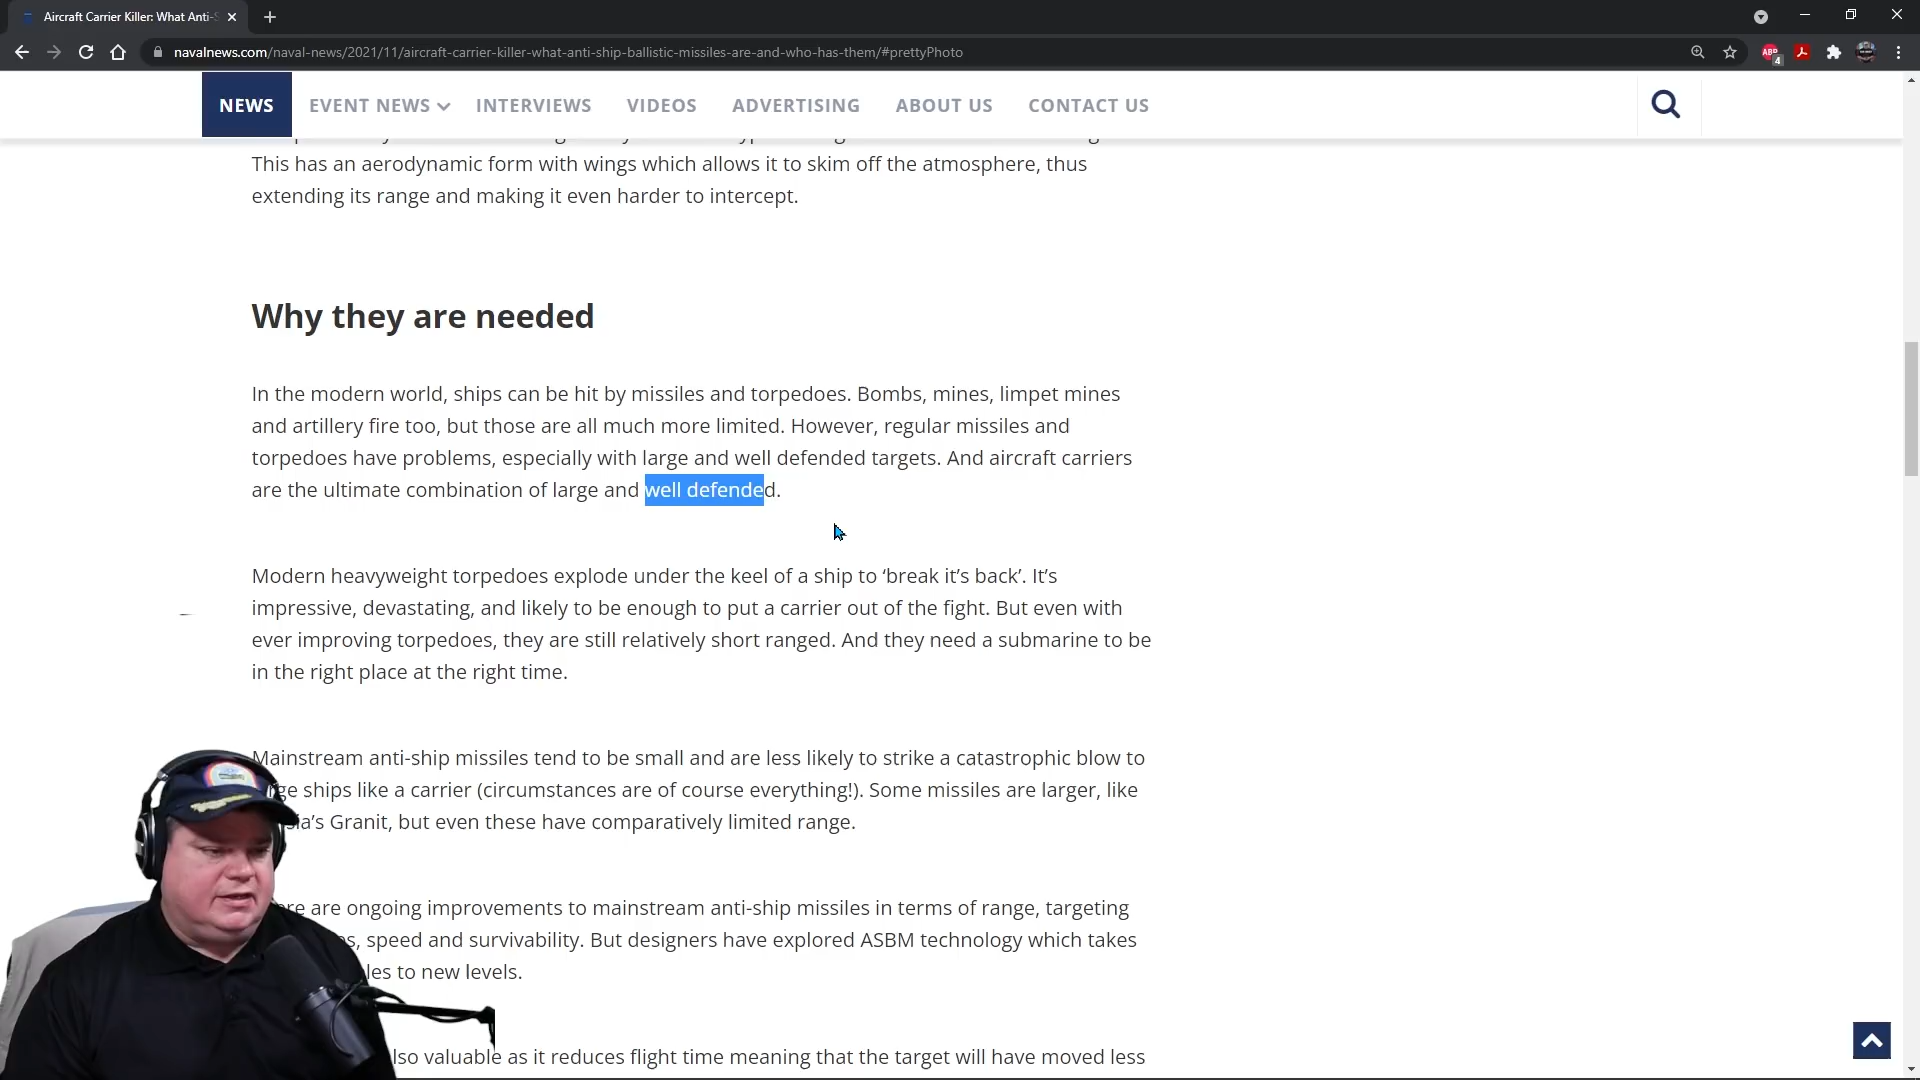 Aircraft Carrier Killer: What Anti-S
navalnews.com/naval-news/2021/11/aircraft-carrier-killer-what-anti-ship-ballistic-missiles-are-and-who-has-them/#prettyPhoto
ABP
4
NEWS EVENT NEWS INTERVIEWS VIDEOS ADVERTISING ABOUT US CONTACT US
This has an aerodynamic form with wings which allows it to skim off the atmosphere, thus
extending its range and making it even harder to intercept.
Why they are needed
In the modern world, ships can be hit by missiles and torpedoes. Bombs, mines, limpet mines
and artillery fire too, but those are all much more limited. However, regular missiles and
torpedoes have problems, especially with large and well defended targets. And aircraft carriers
are the ultimate combination of large and well defended.
Modern heavyweight torpedoes explode under the keel of a ship to ‘break it’s back’. It’s
impressive, devastating, and likely to be enough to put a carrier out of the fight. But even with
ever improving torpedoes, they are still relatively short ranged. And they need a submarine to be
in the right place at the right time.
Mainstream anti-ship missiles tend to be small and are less likely to strike a catastrophic blow to
ships like a carrier (circumstances are of course everything!). Some missiles are larger, like
Granit, but even these have comparatively limited range.
are ongoing improvements to mainstream anti-ship missiles in terms of range, targeting
speed and survivability. But designers have explored ASBM technology which takes
to new levels.
valuable as it reduces flight time meaning that the target will have moved less